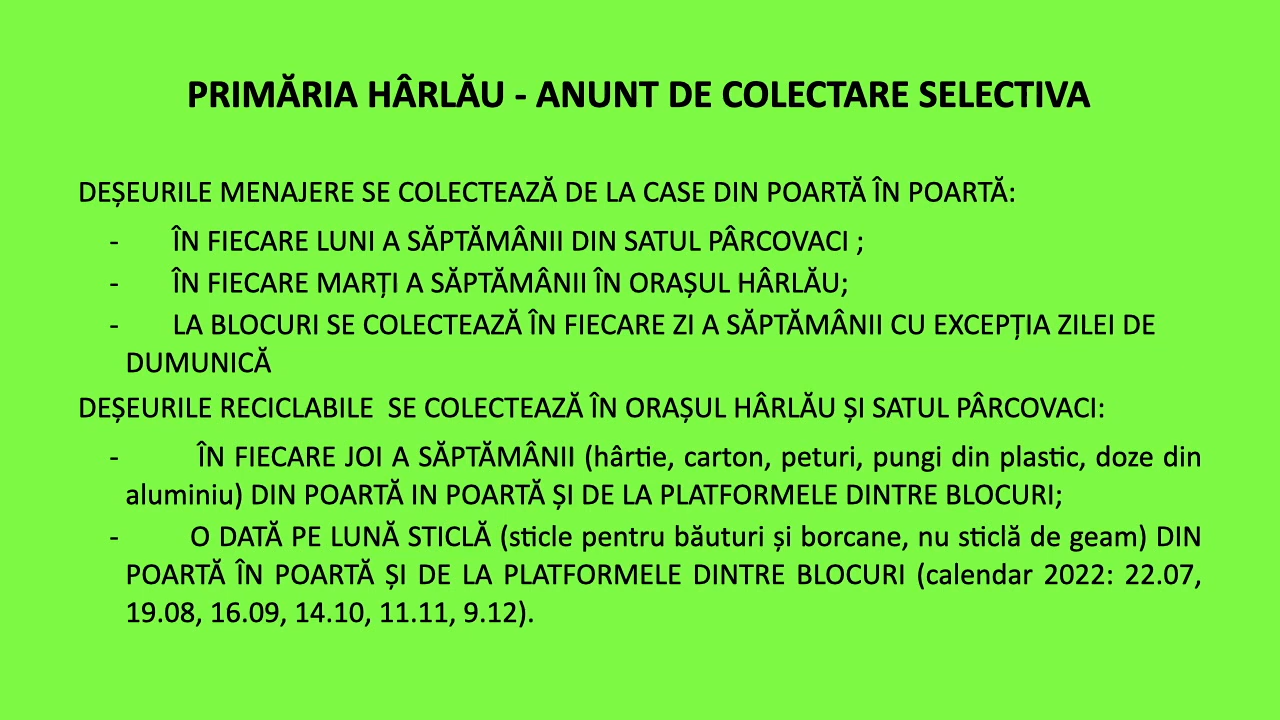 PRIMĂRIA HÂRLĂU - ANUNT DE COLECTARE SELECTIVA
DEȘEURILE MENAJERE SE COLECTEAZĂ DE LA CASE DIN POARTĂ ÎN POARTĂ:
- ÎN FIECARE LUNI A SĂPTĂMÂNII DIN SATUL PÂRCOVACI ;
- ÎN FIECARE MARȚI A SĂPTĂMÂNII ÎN ORAȘUL HÂRLĂU;
- LA BLOCURI SE COLECTEAZĂ ÎN FIECARE ZI A SĂPTĂMÂNII CU EXCEPȚIA ZILEI DE
DUMUNICĂ
DEȘEURILE RECICLABILE SE COLECTEAZĂ ÎN ORAȘUL HÂRLĂU ȘI SATUL PÂRCOVACI:
- ÎN FIECARE JOI A SĂPTĂMÂNII (hârtie, carton, peturi, pungi din plastic, doze din
aluminiu) DIN POARTĂ IN POARTĂ ȘI DE LA PLATFORMELE DINTRE BLOCURI;
- O DATĂ PE LUNĂ STICLĂ (sticle pentru băuturi și borcane, nu sticlă de geam) DIN
POARTĂ ÎN POARTĂ ȘI DE LA PLATFORMELE DINTRE BLOCURI (calendar 2022: 22.07,
19.08, 16.09, 14.10, 11.11, 9.12).